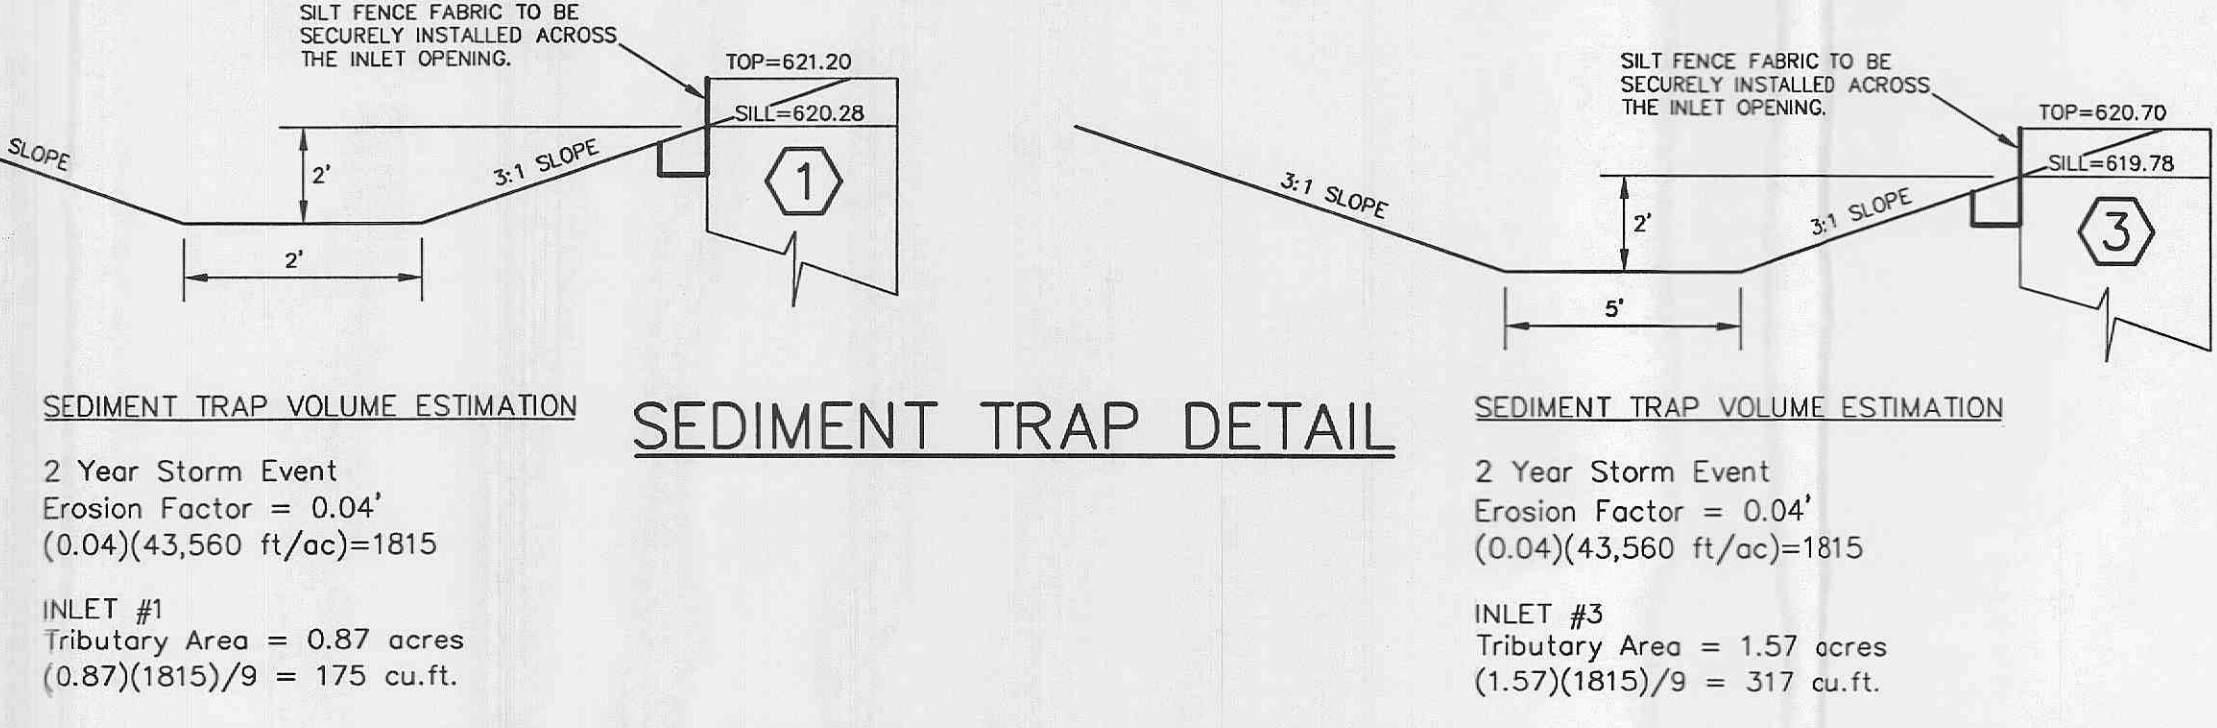 SILT FENCE FABRIC TO BE
SECURELY INSTALLED ACROSS
THE INLET OPENING.
TOP=621.20
SILL=620.28
SLOPE
2'
3:1 SLOPE
1
2'
SEDIMENT TRAP VOLUME ESTIMATION
2 Year Storm Event
Erosion Factor = 0.04'
(0.04)(43,560 ft/ac)=1815
INLET #1
Tributary Area = 0.87 acres
(0.87)(1815)/9 = 175 cu.ft.
SEDIMENT TRAP DETAIL
SILT FENCE FABRIC TO BE
SECURELY INSTALLED ACROSS
THE INLET OPENING.
TOP=620.70
SILL=619.78
3:1 SLOPE
2'
3:1 SLOPE
3
5'
SEDIMENT TRAP VOLUME ESTIMATION
2 Year Storm Event
Erosion Factor = 0.04'
(0.04)(43,560 ft/ac)=1815
INLET #3
Tributary Area = 1.57 acres
(1.57)(1815)/9 = 317 cu.ft.